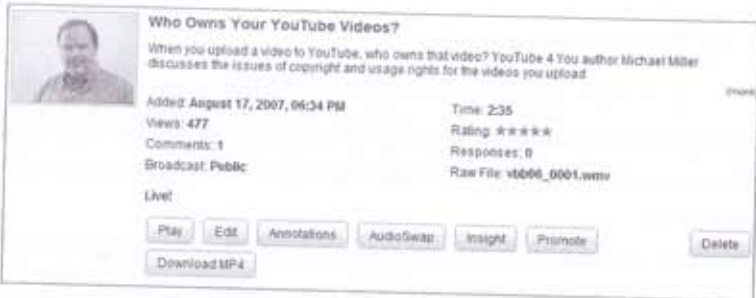 Who Owns Your YouTube Videos?
When you upload a video to YouTube, who owns that video? YouTube 4 You author Michael Miller
discusses the issues of copyright and usage rights for the videos you upload
(more)
Added: August 17, 2007, 06:34 PM
Time: 2:35
Views: 477
Rating: ★★★★★
Comments: 1
Responses: 0
Broadcast: Public
Raw File: vbb06_0001.wmv
Live!
Play
Edit
Annotations
AudioSwap
Insight
Promote
Delete
Download MP4